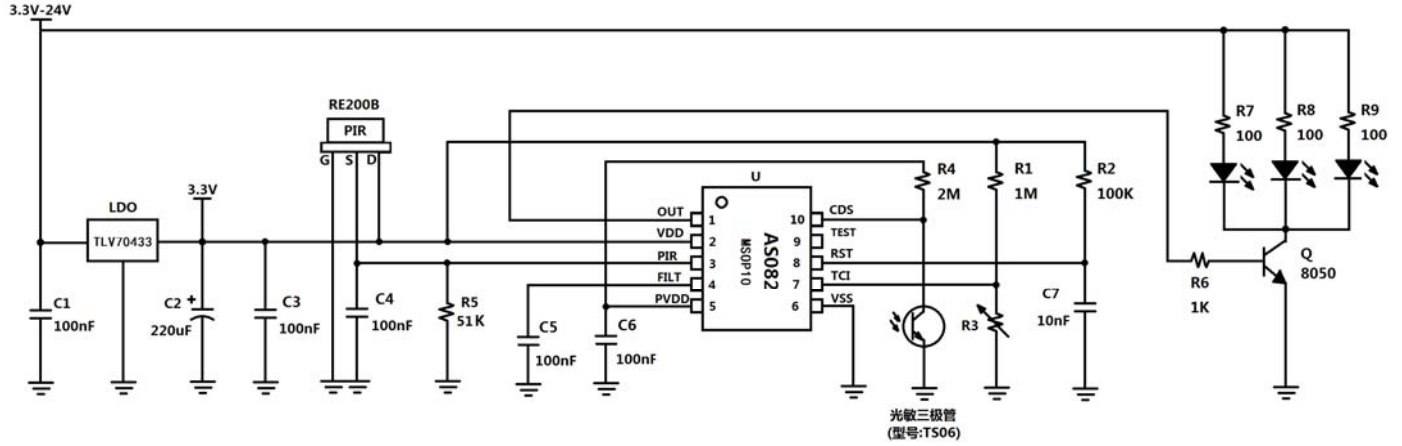 3.3V-24V
RE200B
PIR
G S D
LDO
TLV70433
3.3V
C1
100nF
C2
+
220uF
C3
100nF
C4
100nF
R5
51K
C5
100nF
C6
100nF
U
AS082
MSOP10
OUT
1
VDD
2
PIR
3
FILT
4
PVDD
5
10
CDS
9
TEST
8
RST
7
TCI
6
VSS
R4
2M
R1
1M
R2
100K
R3
C7
10nF
光敏三极管
(型号:TS06)
R6
1K
R7
100
R8
100
R9
100
Q
8050